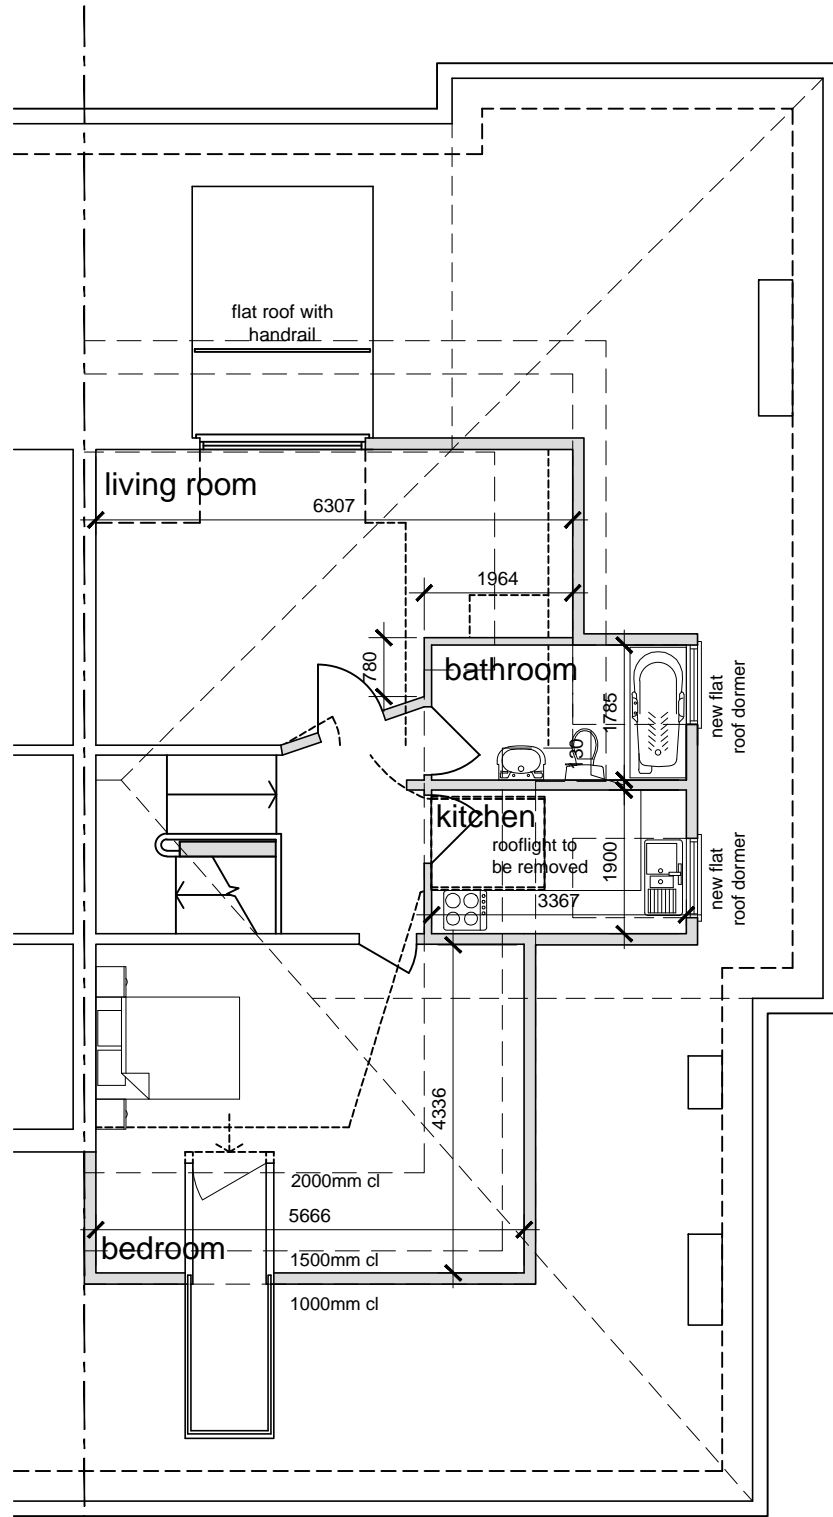 flat roof with
handrail
living room
6307
1964
780
bathroom
1785
new flat
roof dormer
kitchen
rooflight to
be removed
1900
3367
new flat
roof dormer
4336
2000mm cl
5666
bedroom
1500mm cl
1000mm cl